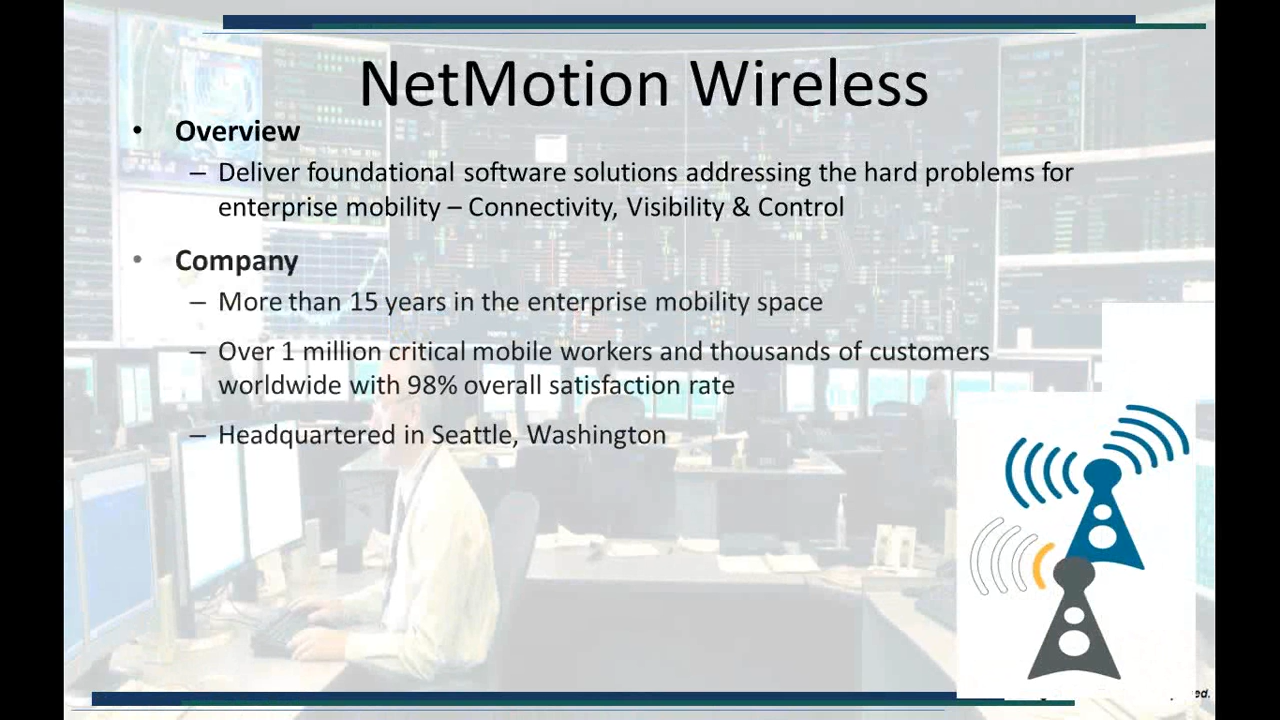 NetMotion Wireless
• Overview
– Deliver foundational software solutions addressing the hard problems for
enterprise mobility – Connectivity, Visibility & Control
• Company
– More than 15 years in the enterprise mobility space
– Over 1 million critical mobile workers and thousands of customers
worldwide with 98% overall satisfaction rate
– Headquartered in Seattle, Washington